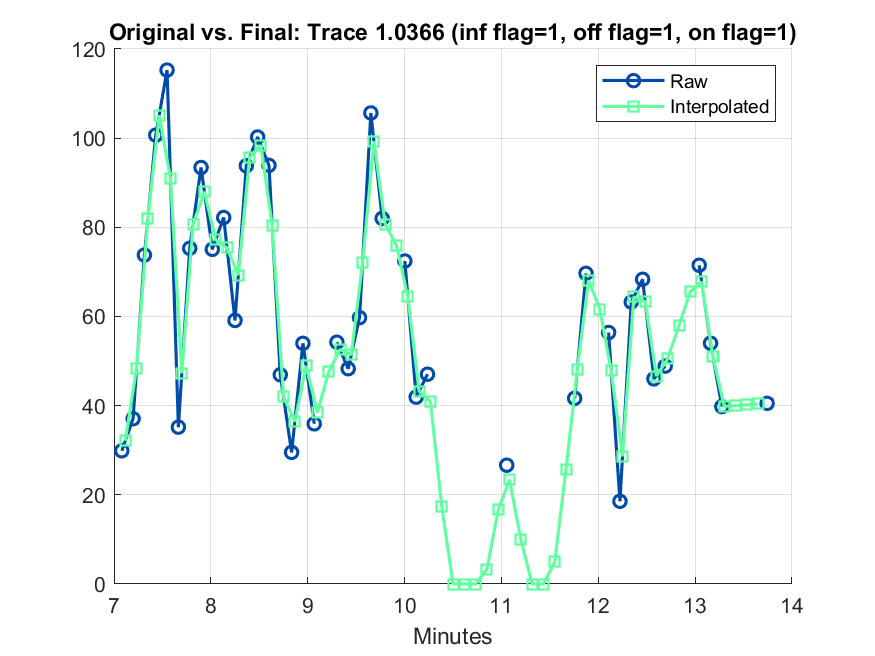 Original vs. Final: Trace 1.0366 (inf flag=1, off flag=1, on flag=1)
120
100
80
60
40
20
0
7 8 9 10 11 12 13 14
Minutes
Raw
Interpolated